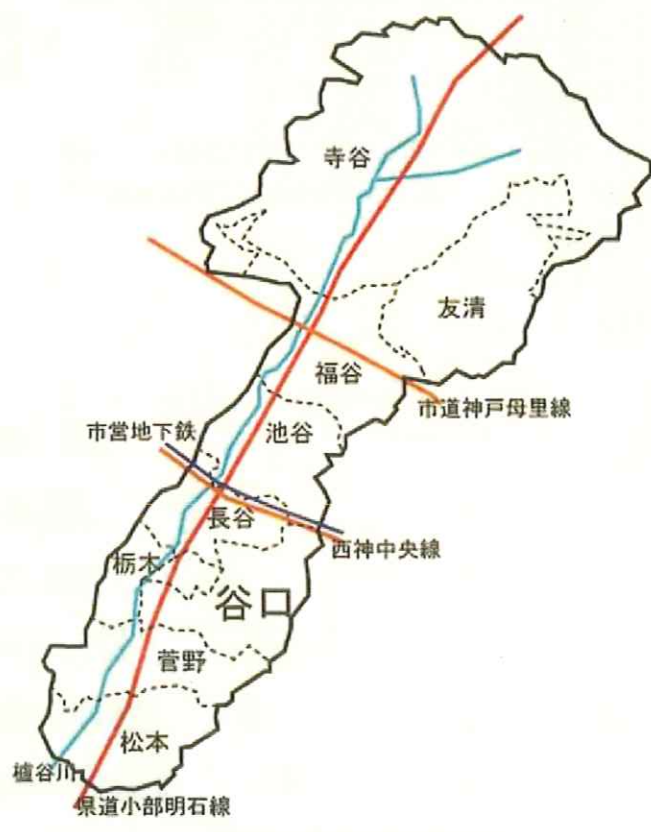 寺谷
友清
福谷
市道神戸母里線
池谷
市営地下鉄
長谷
西神中央線
栃木
谷口
菅野
松本
櫨谷川
県道小部明石線